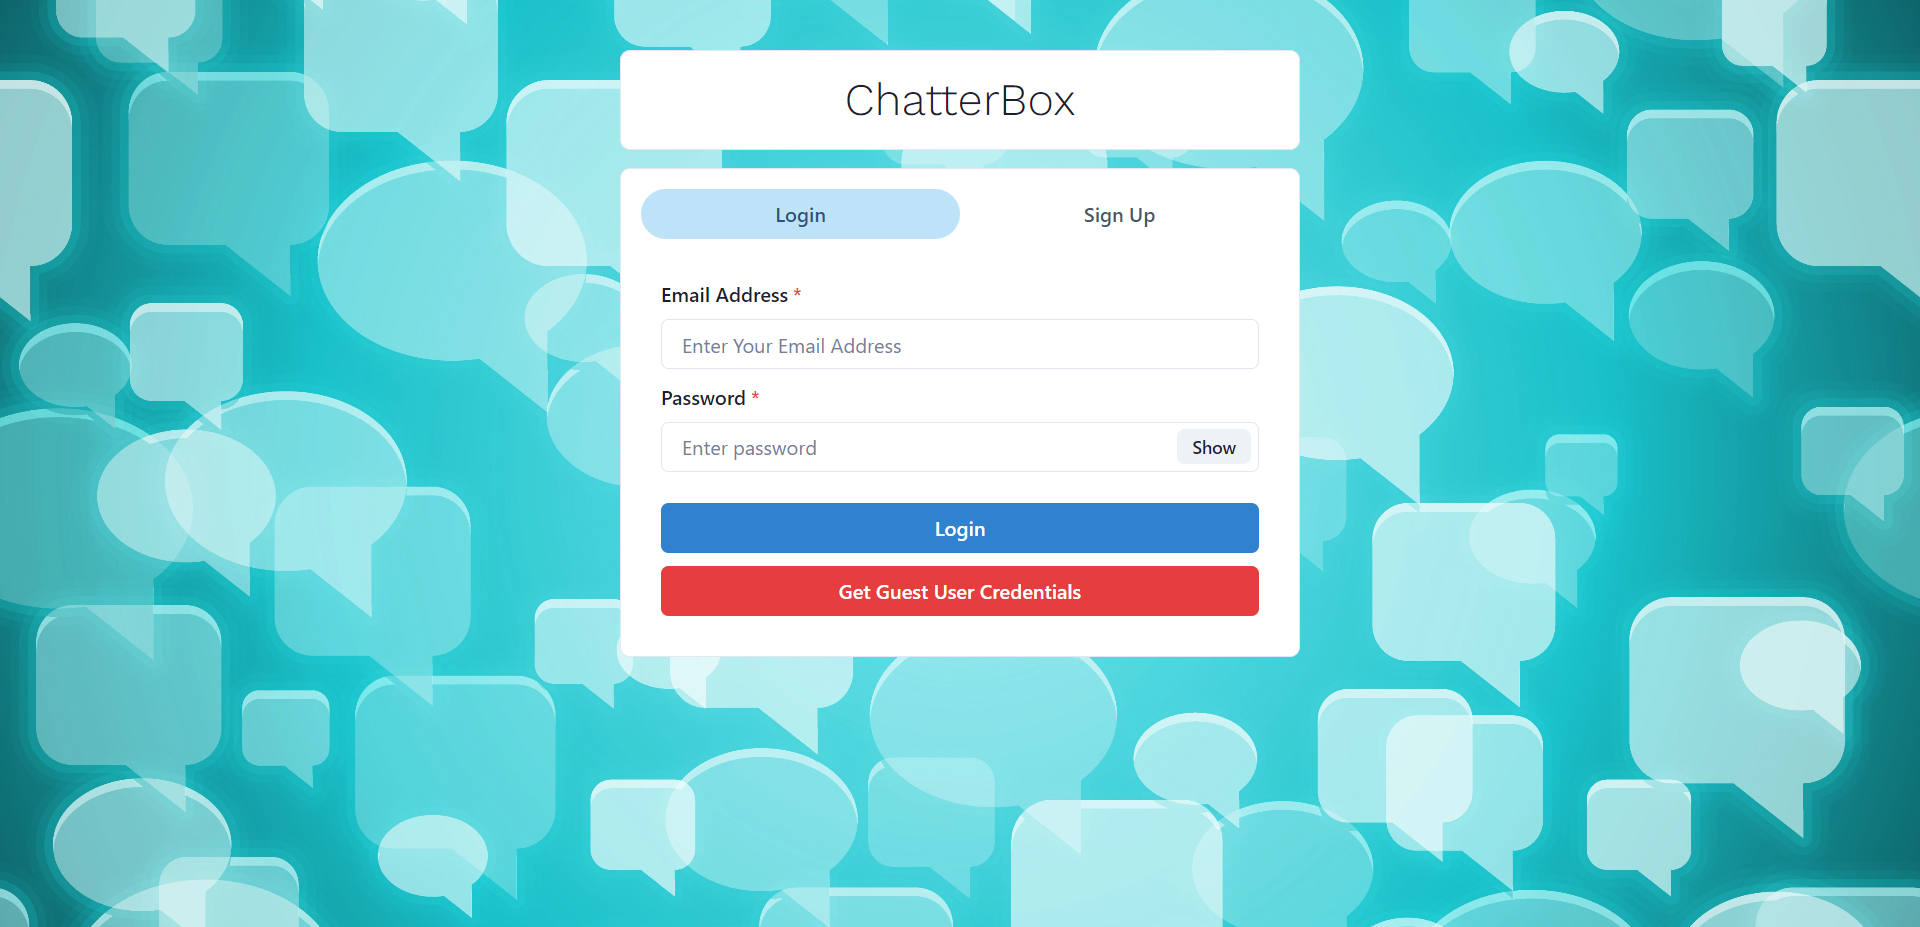 ChatterBox
Login
Sign Up
Email Address *
Enter Your Email Address
Password *
Enter password
Show
Login
Get Guest User Credentials